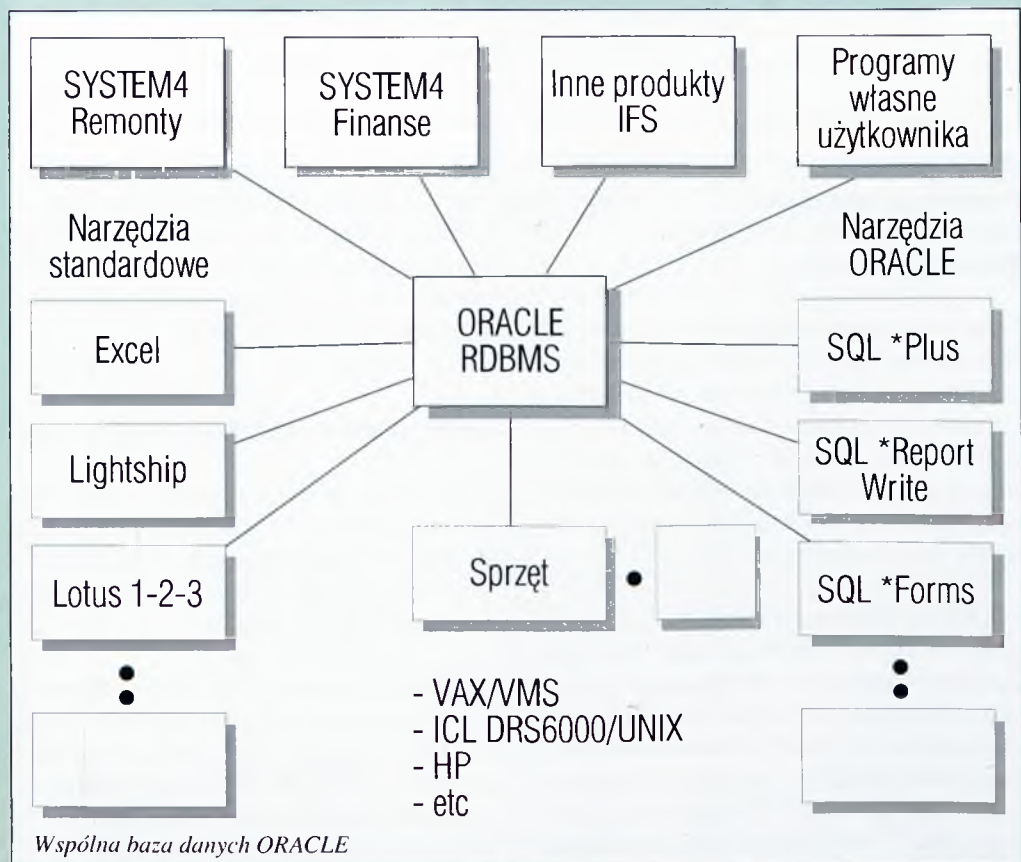 SYSTEM4
Remonty
SYSTEM4
Finanse
Inne produkty
IFS
Programy
własne
użytkownika
Narzędzia
standardowe
Narzędzia
ORACLE
ORACLE
RDBMS
Excel
SQL *Plus
Lightship
SQL *Report
Write
Lotus 1-2-3
Sprzęt
SQL *Forms
- VAX/VMS
- ICL DRS6000/UNIX
- HP
- etc
Wspólna baza danych ORACLE